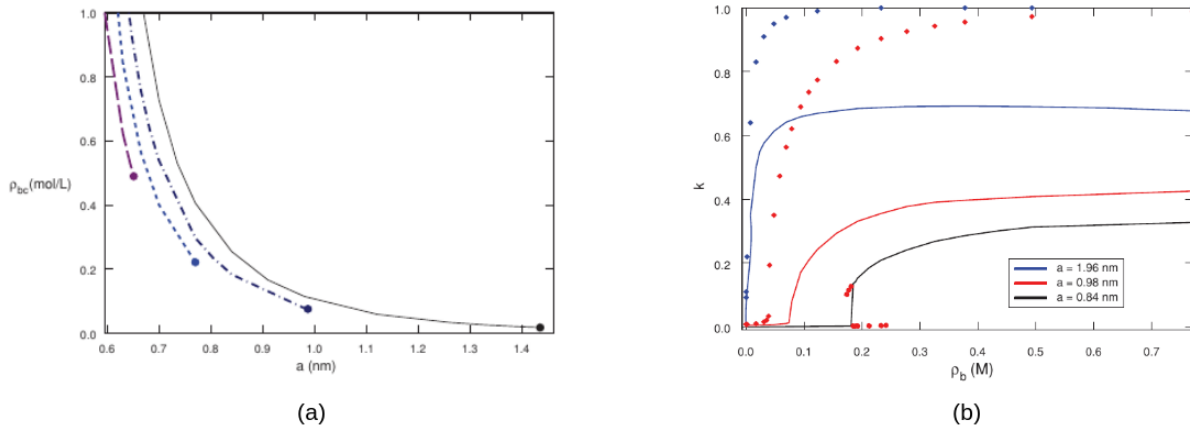 1.0
0.8
0.6
ρbc(mol/L)
0.4
0.2
0.0
0.6 0.7 0.8 0.9 1.0 1.1 1.2 1.3 1.4
a (nm)
(a)
1.0
0.8
0.6
k
0.4
0.2
0.0
a = 1.96 nm
a = 0.98 nm
a = 0.84 nm
0.0 0.1 0.2 0.3 0.4 0.5 0.6 0.7
ρb (M)
(b)